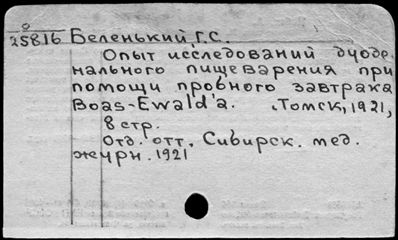 0
25816 Беленький, Г.С.
Опыт исследований дуоде-
нального пищеварения при
помощи пробного завтрака
Boas-Ewald'a. Томск, 1921,
8 стр.
Отд. отт. Сибирск. мед.
журн. 1921